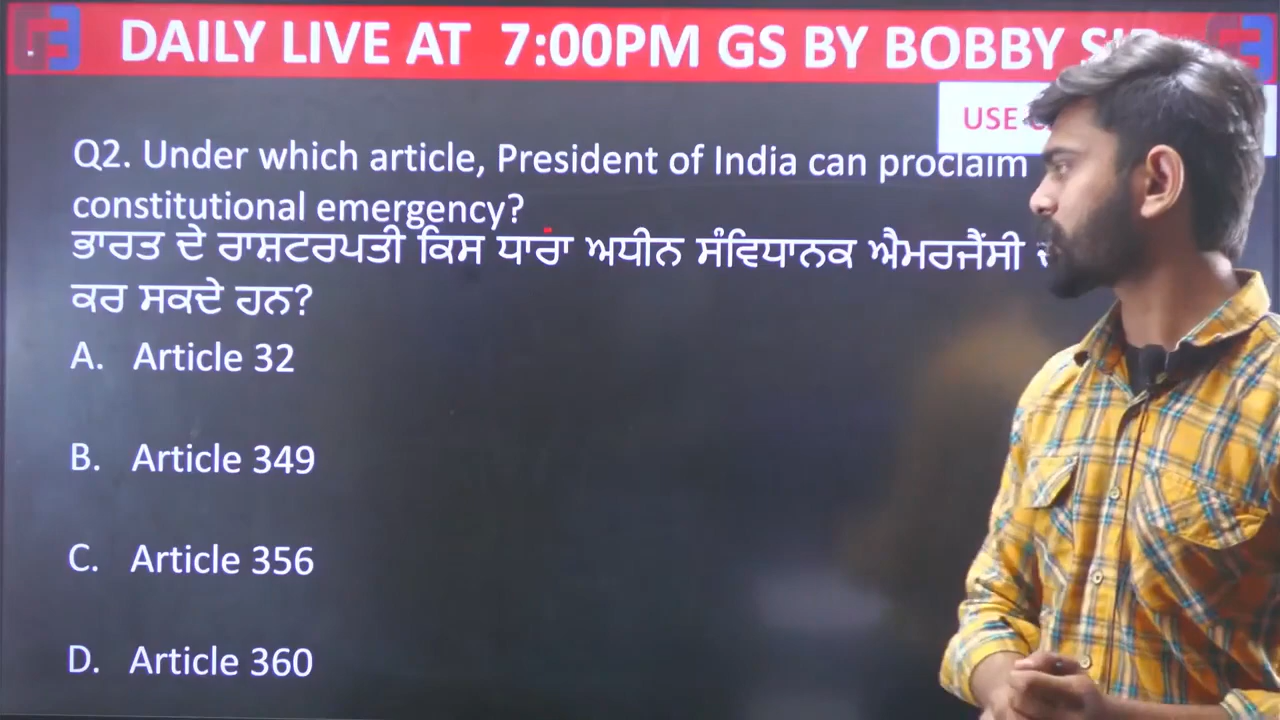 DAILY LIVE AT 7:00PM GS BY BOBBY
USE
Q2. Under which article, President of India can proclaim
constitutional emergency?
ਭਾਰਤ ਦੇ ਰਾਸ਼ਟਰਪਤੀ ਕਿਸ ਧਾਰਾ ਅਧੀਨ ਸੰਵਿਧਾਨਕ ਐਮਰਜੈਂਸੀ
ਕਰ ਸਕਦੇ ਹਨ?
A. Article 32
B. Article 349
C. Article 356
D. Article 360